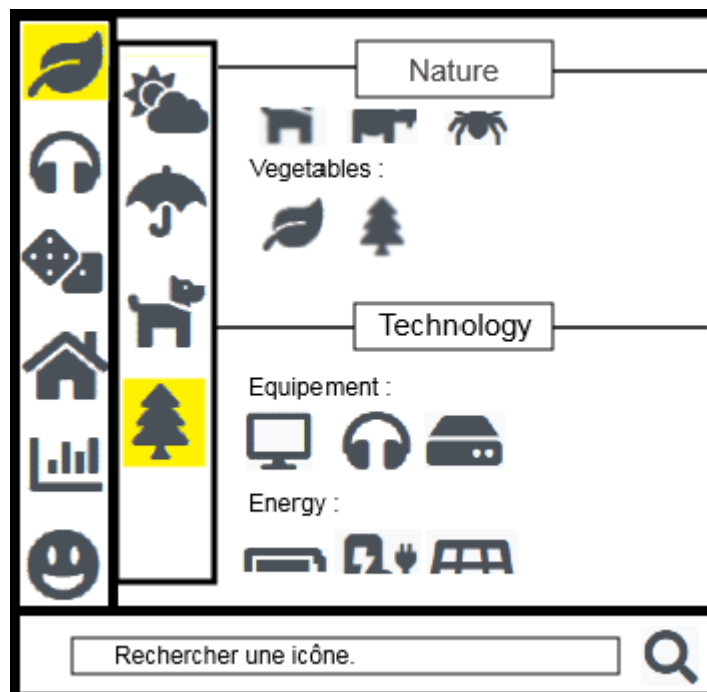 Nature
Vegetables :
Technology
Equipement :
Energy :
Rechercher une icône.